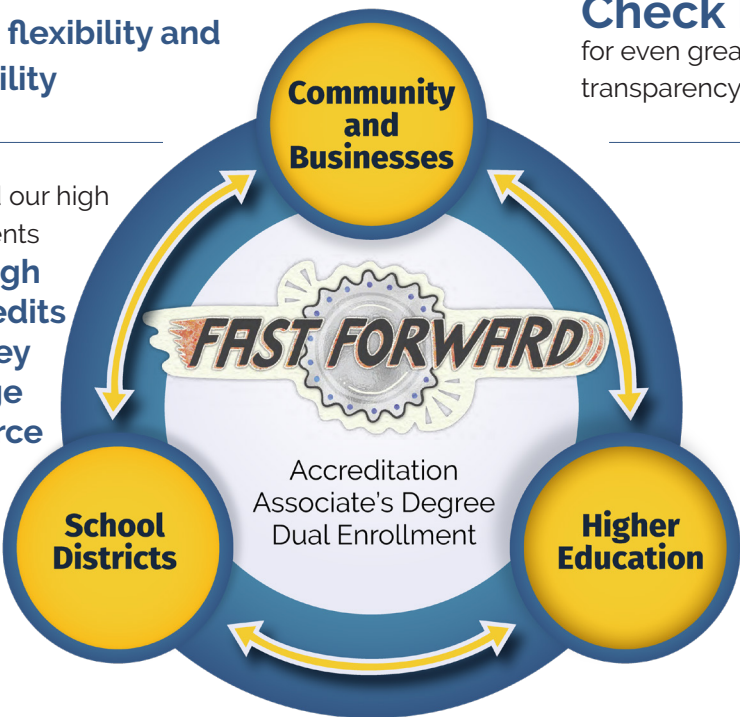 flexibility and
ility
Check
for even grea
transparency
Community
and
Businesses
our high
ents
gh
edits
ey
ge
rce
FAST FORWARD
Accreditation
Associate's Degree
Dual Enrollment
School
Districts
Higher
Education